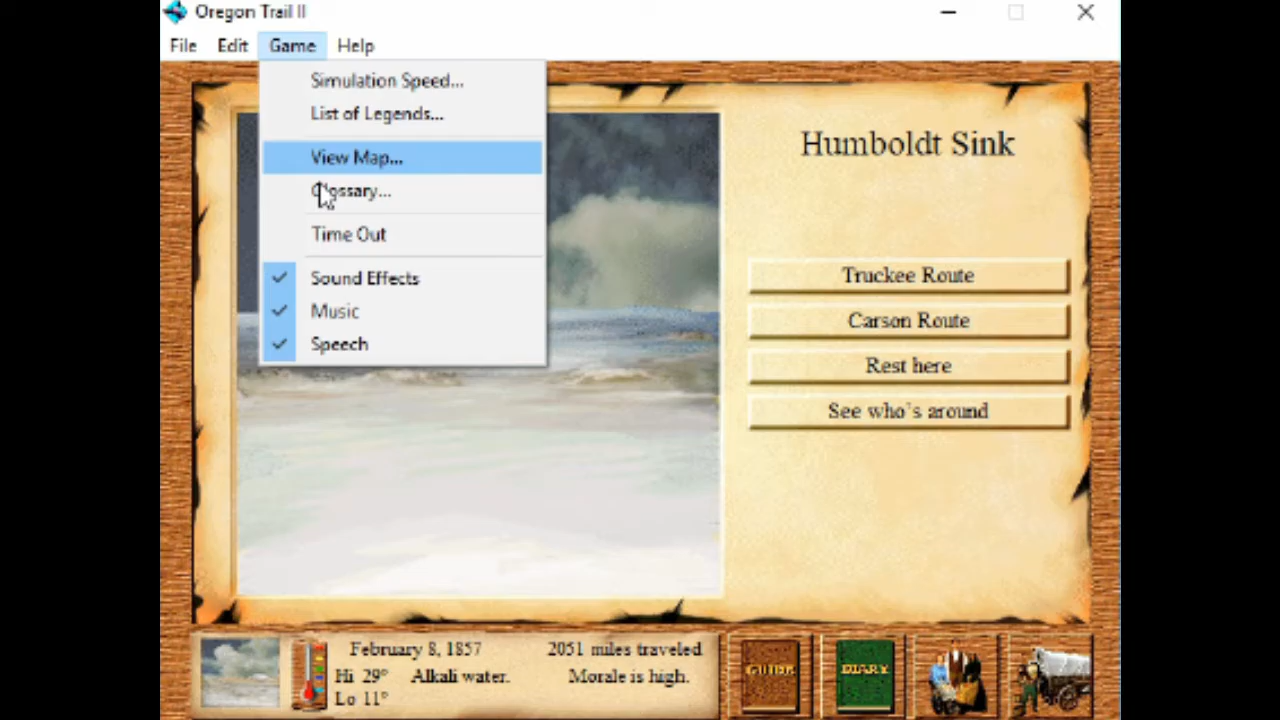 Oregon Trail II
File Edit Game Help
Simulation Speed...
List of Legends...
View Map...
Glossary...
Time Out
Sound Effects
Music
Speech
Humboldt Sink
Truckee Route
Carson Route
Rest here
See who's around
February 8, 1857 2051 miles traveled.
Hi 29° Alkali water. Morale is high.
Lo 11°
GUIDE
DIARY